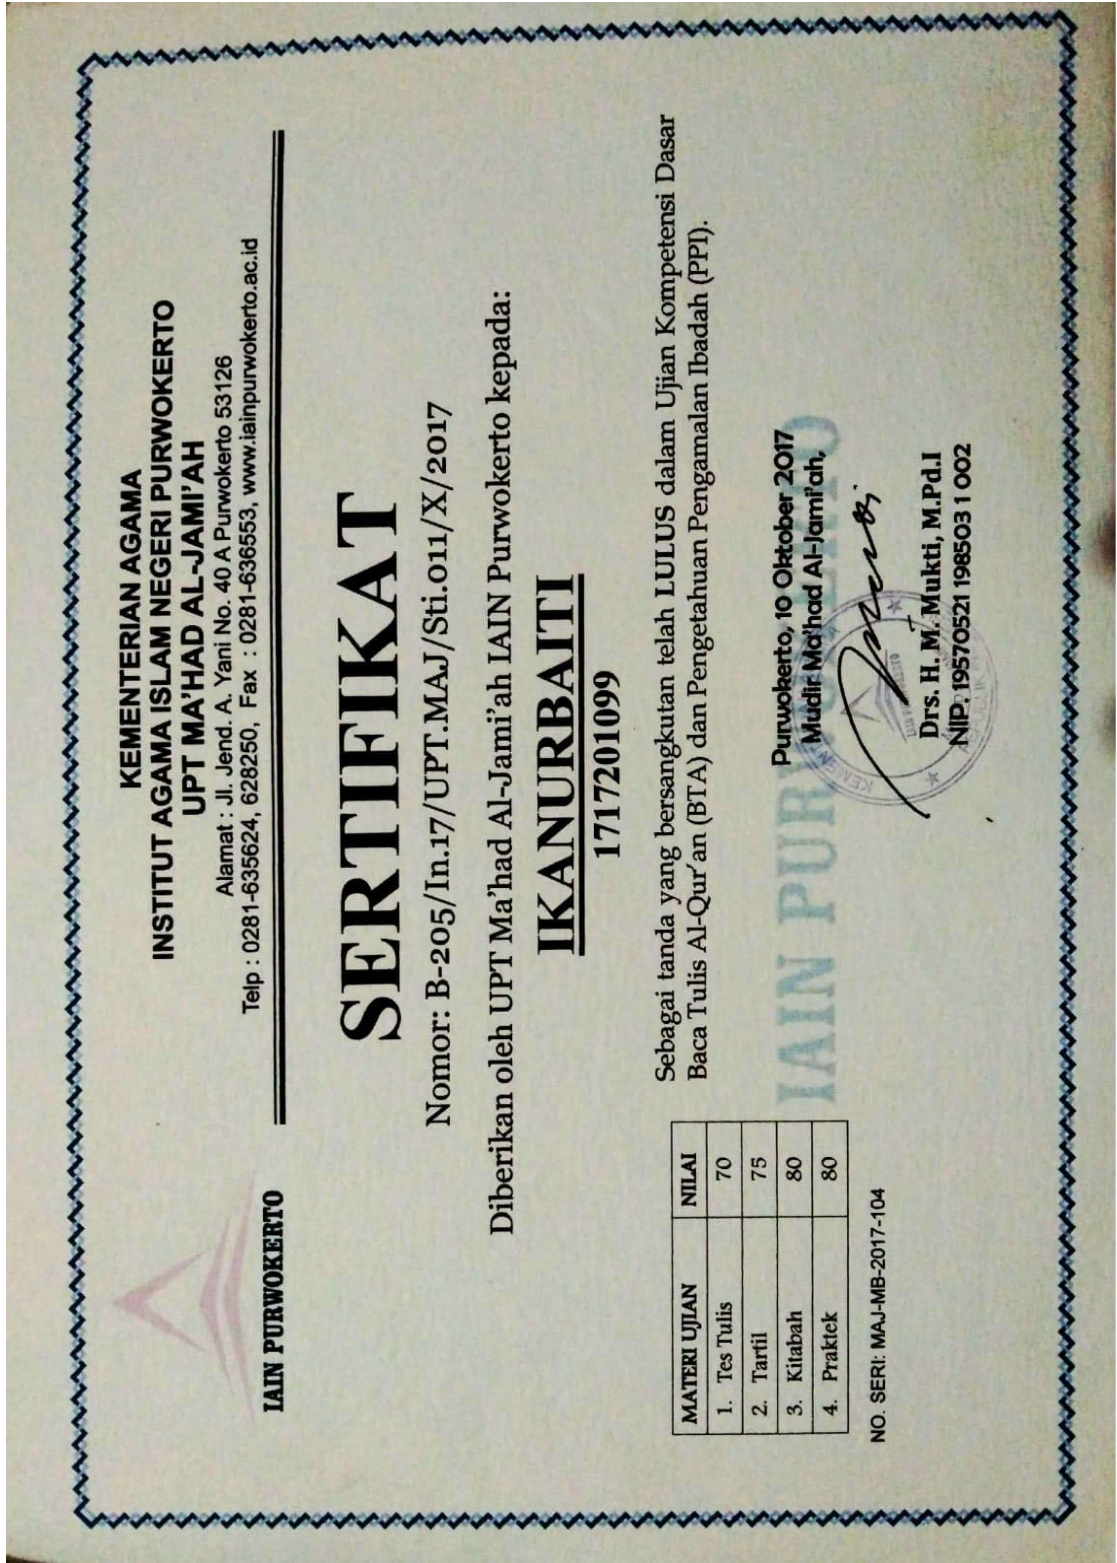 IAIN PURWOKERTO
KEMENTERIAN AGAMA
INSTITUT AGAMA ISLAM NEGERI PURWOKERTO
UPT MA'HAD AL-JAMI'AH
Alamat : Jl. Jend. A. Yani No. 40 A Purwokerto 53126
Telp : 0281-635624, 628250, Fax : 0281-636553, www.iainpurwokerto.ac.id
SERTIFIKAT
Nomor: B-205/In.17/UPT.MAJ/Sti.011/X/2017
Diberikan oleh UPT Ma'had Al-Jami'ah IAIN Purwokerto kepada:
IKANURBAITI
1717201099
Sebagai tanda yang bersangkutan telah LULUS dalam Ujian Kompetensi Dasar
Baca Tulis Al-Qur'an (BTA) dan Pengetahuan Pengamalan Ibadah (PPI).
MATERI UJIAN NILAI
1. Tes Tulis 70
2. Tartil 75
3. Kitabah 80
4. Praktek 80
NO. SERI: MAJ-MB-2017-104
IAIN PURWOKERTO
Purwokerto, 10 Oktober 2017
Mudir Ma'had Al-Jami'ah,
Drs. H. M. Mukti, M.Pd.I
NIP. 19570521 198503 1 002